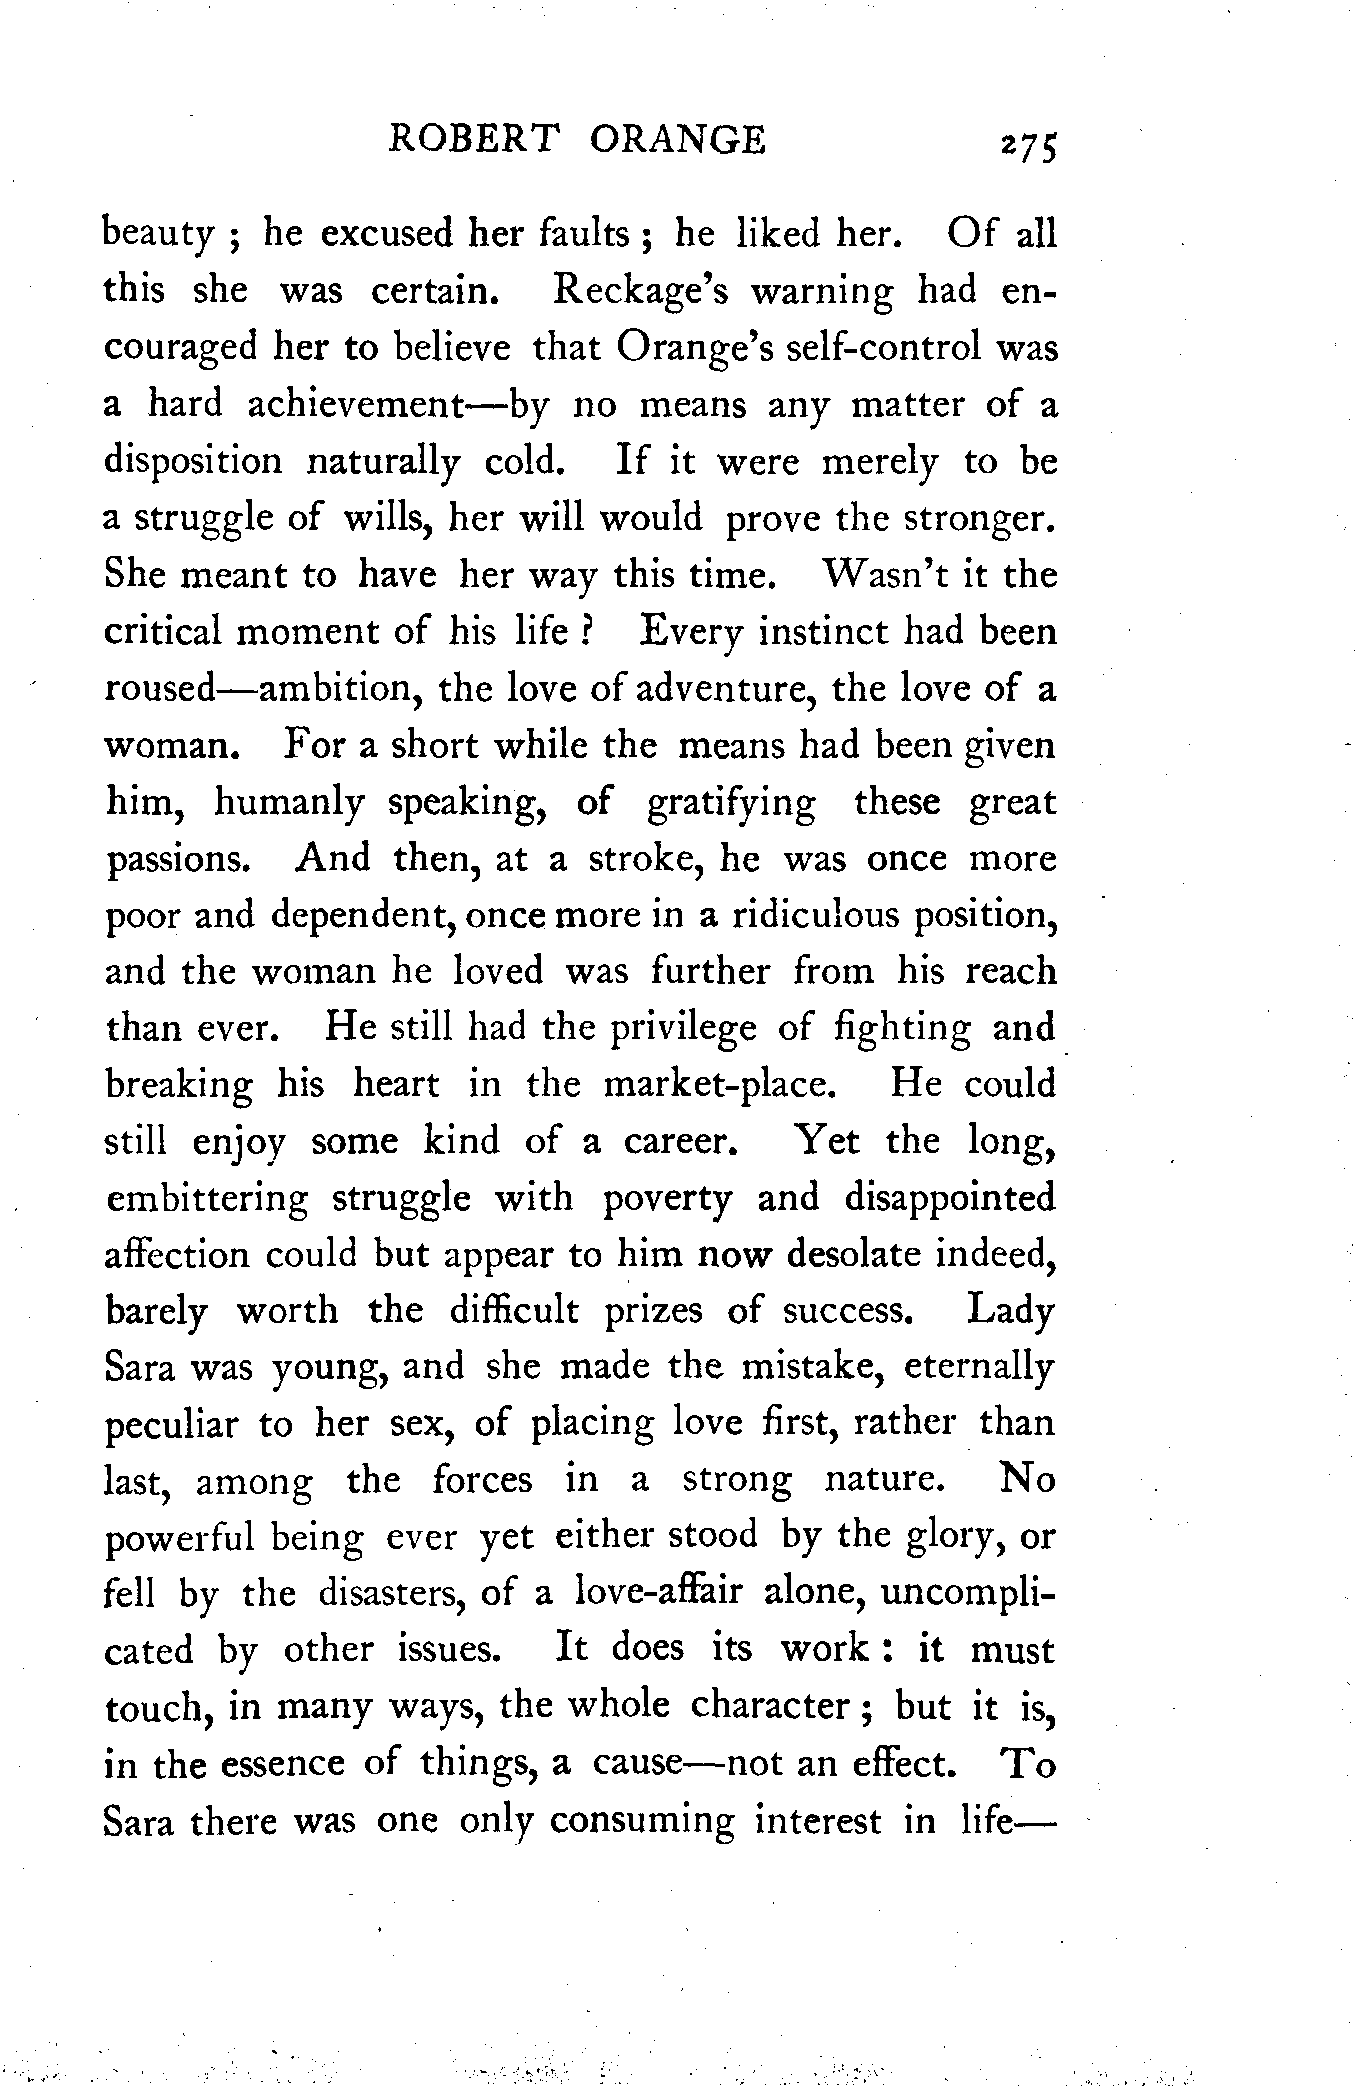 ROBERT ORANGE 275
beauty ; he excused her faults ; he liked her. Of all
this she was certain. Reckage's warning had en-
couraged her to believe that Orange's self-control was
a hard achievement—by no means any matter of a
disposition naturally cold. If it were merely to be
a struggle of wills, her will would prove the stronger.
She meant to have her way this time. Wasn't it the
critical moment of his life ? Every instinct had been
roused—ambition, the love of adventure, the love of a
woman. For a short while the means had been given
him, humanly speaking, of gratifying these great
passions. And then, at a stroke, he was once more
poor and dependent, once more in a ridiculous position,
and the woman he loved was further from his reach
than ever. He still had the privilege of fighting and
breaking his heart in the market-place. He could
still enjoy some kind of a career. Yet the long,
embittering struggle with poverty and disappointed
affection could but appear to him now desolate indeed,
barely worth the difficult prizes of success. Lady
Sara was young, and she made the mistake, eternally
peculiar to her sex, of placing love first, rather than
last, among the forces in a strong nature. No
powerful being ever yet either stood by the glory, or
fell by the disasters, of a love-affair alone, uncompli-
cated by other issues. It does its work : it must
touch, in many ways, the whole character ; but it is,
in the essence of things, a cause—not an effect. To
Sara there was one only consuming interest in life—